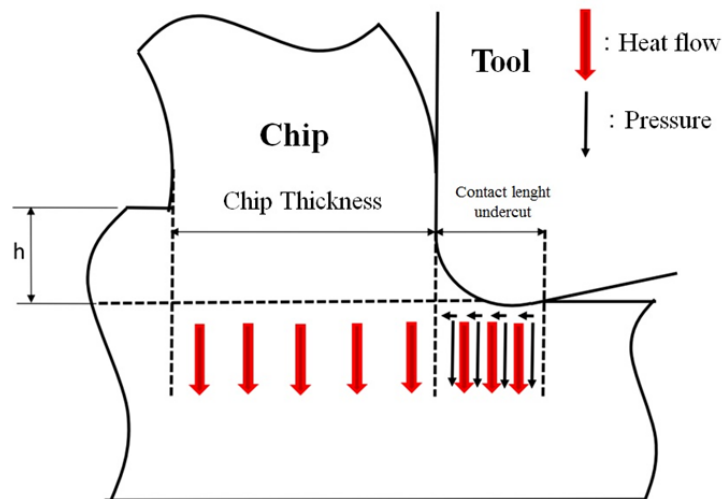 : Heat flow
Tool
: Pressure
Chip
Chip Thickness
Contact lenght
undercut
h